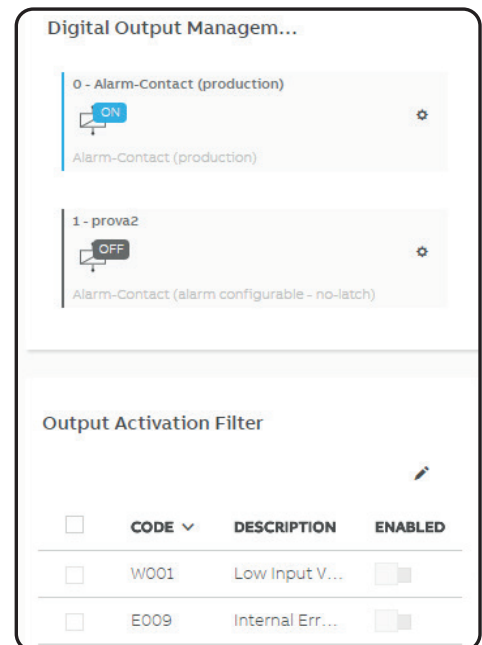 Digital Output Managem...
0 - Alarm-Contact (production)
ON
Alarm-Contact (production)
1 - prova2
OFF
Alarm-Contact (alarm configurable - no-latch)
Output Activation Filter
CODE DESCRIPTION ENABLED
W001 Low Input V...
E009 Internal Err...